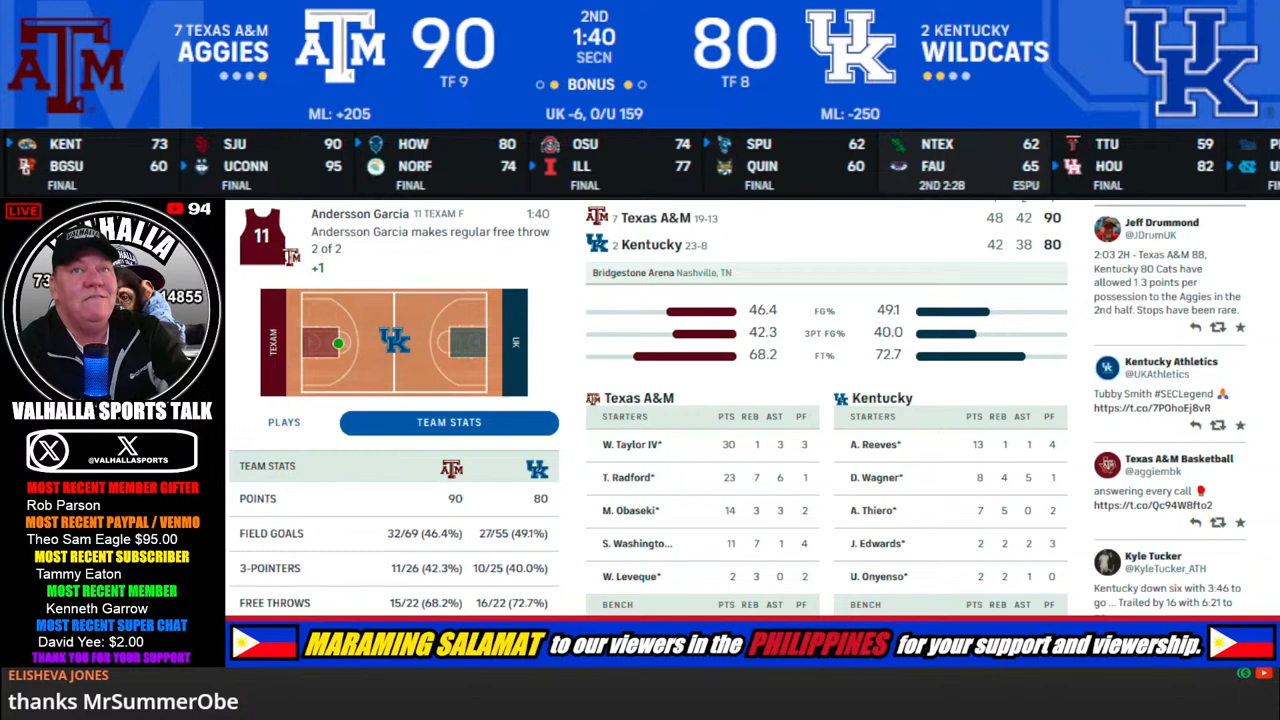 7 TEXAS A&M
AGGIES
ATM
90
TF 9
2ND
1:40
SECN
BONUS
80
TF 8
UK
2 KENTUCKY
WILDCATS
ML: +205
UK -6, O/U 159
ML: -250
KENT 73
BGSU 60
FINAL
SJU 90
UCONN 95
FINAL
HOW 80
NORF 74
FINAL
OSU 74
ILL 77
FINAL
SPU 62
QUIN 60
FINAL
NTEX 62
FAU 65
2ND 2:28 ESPU
TTU 59
HOU 82
FINAL
LIVE
94
VALHALLA
14855
VALHALLA SPORTS TALK
X
@VALHALLASPORTS
MOST RECENT MEMBER GIFTER
Rob Parson
MOST RECENT PAYPAL / VENMO
Theo Sam Eagle $95.00
MOST RECENT SUBSCRIBER
Tammy Eaton
MOST RECENT MEMBER
Kenneth Garrow
MOST RECENT SUPER CHAT
David Yee: $2.00
THANK YOU FOR YOUR SUPPORT
11
Andersson Garcia 11 TEXAM F 1:40
Andersson Garcia makes regular free throw
2 of 2
+1
TEXAM
UK
UK
PLAYS
TEAM STATS
TEAM STATS
POINTS 90 80
FIELD GOALS 32/69 (46.4%) 27/55 (49.1%)
3-POINTERS 11/26 (42.3%) 10/25 (40.0%)
FREE THROWS 15/22 (68.2%) 16/22 (72.7%)
7 Texas A&M 19-13 48 42 90
2 Kentucky 23-8 42 38 80
Bridgestone Arena Nashville, TN
46.4 FG% 49.1
42.3 3PT FG% 40.0
68.2 FT% 72.7
Texas A&M
STARTERS PTS REB AST PF
W. Taylor IV* 30 1 3 3
T. Radford* 23 7 6 1
M. Obaseki* 14 3 3 2
S. Washingto... 11 7 1 4
W. Leveque* 2 3 0 2
BENCH PTS REB AST PF
Kentucky
STARTERS PTS REB AST PF
A. Reeves* 13 1 1 4
D. Wagner* 8 4 5 1
A. Thiero* 7 5 0 2
J. Edwards* 2 2 2 3
U. Onyenso* 2 2 1 0
BENCH PTS REB AST PF
Jeff Drummond
@JDrumUK
2:03 2H - Texas A&M 88,
Kentucky 80 Cats have
allowed 1.3 points per
possession to the Aggies in the
2nd half. Stops have been rare.
Kentucky Athletics
@UKAthletics
Tubby Smith #SECLegend 🙏
https://t.co/7P0hoEj8vR
Texas A&M Basketball
@aggiembk
answering every call
https://t.co/Qc94W8fto2
Kyle Tucker
@KyleTucker_ATH
Kentucky down six with 3:46 to
go ... Trailed by 16 with 6:21 to
MARAMING SALAMAT to our viewers in the PHILIPPINES for your support and viewership.
ELISHEVA JONES
thanks MrSummerObe